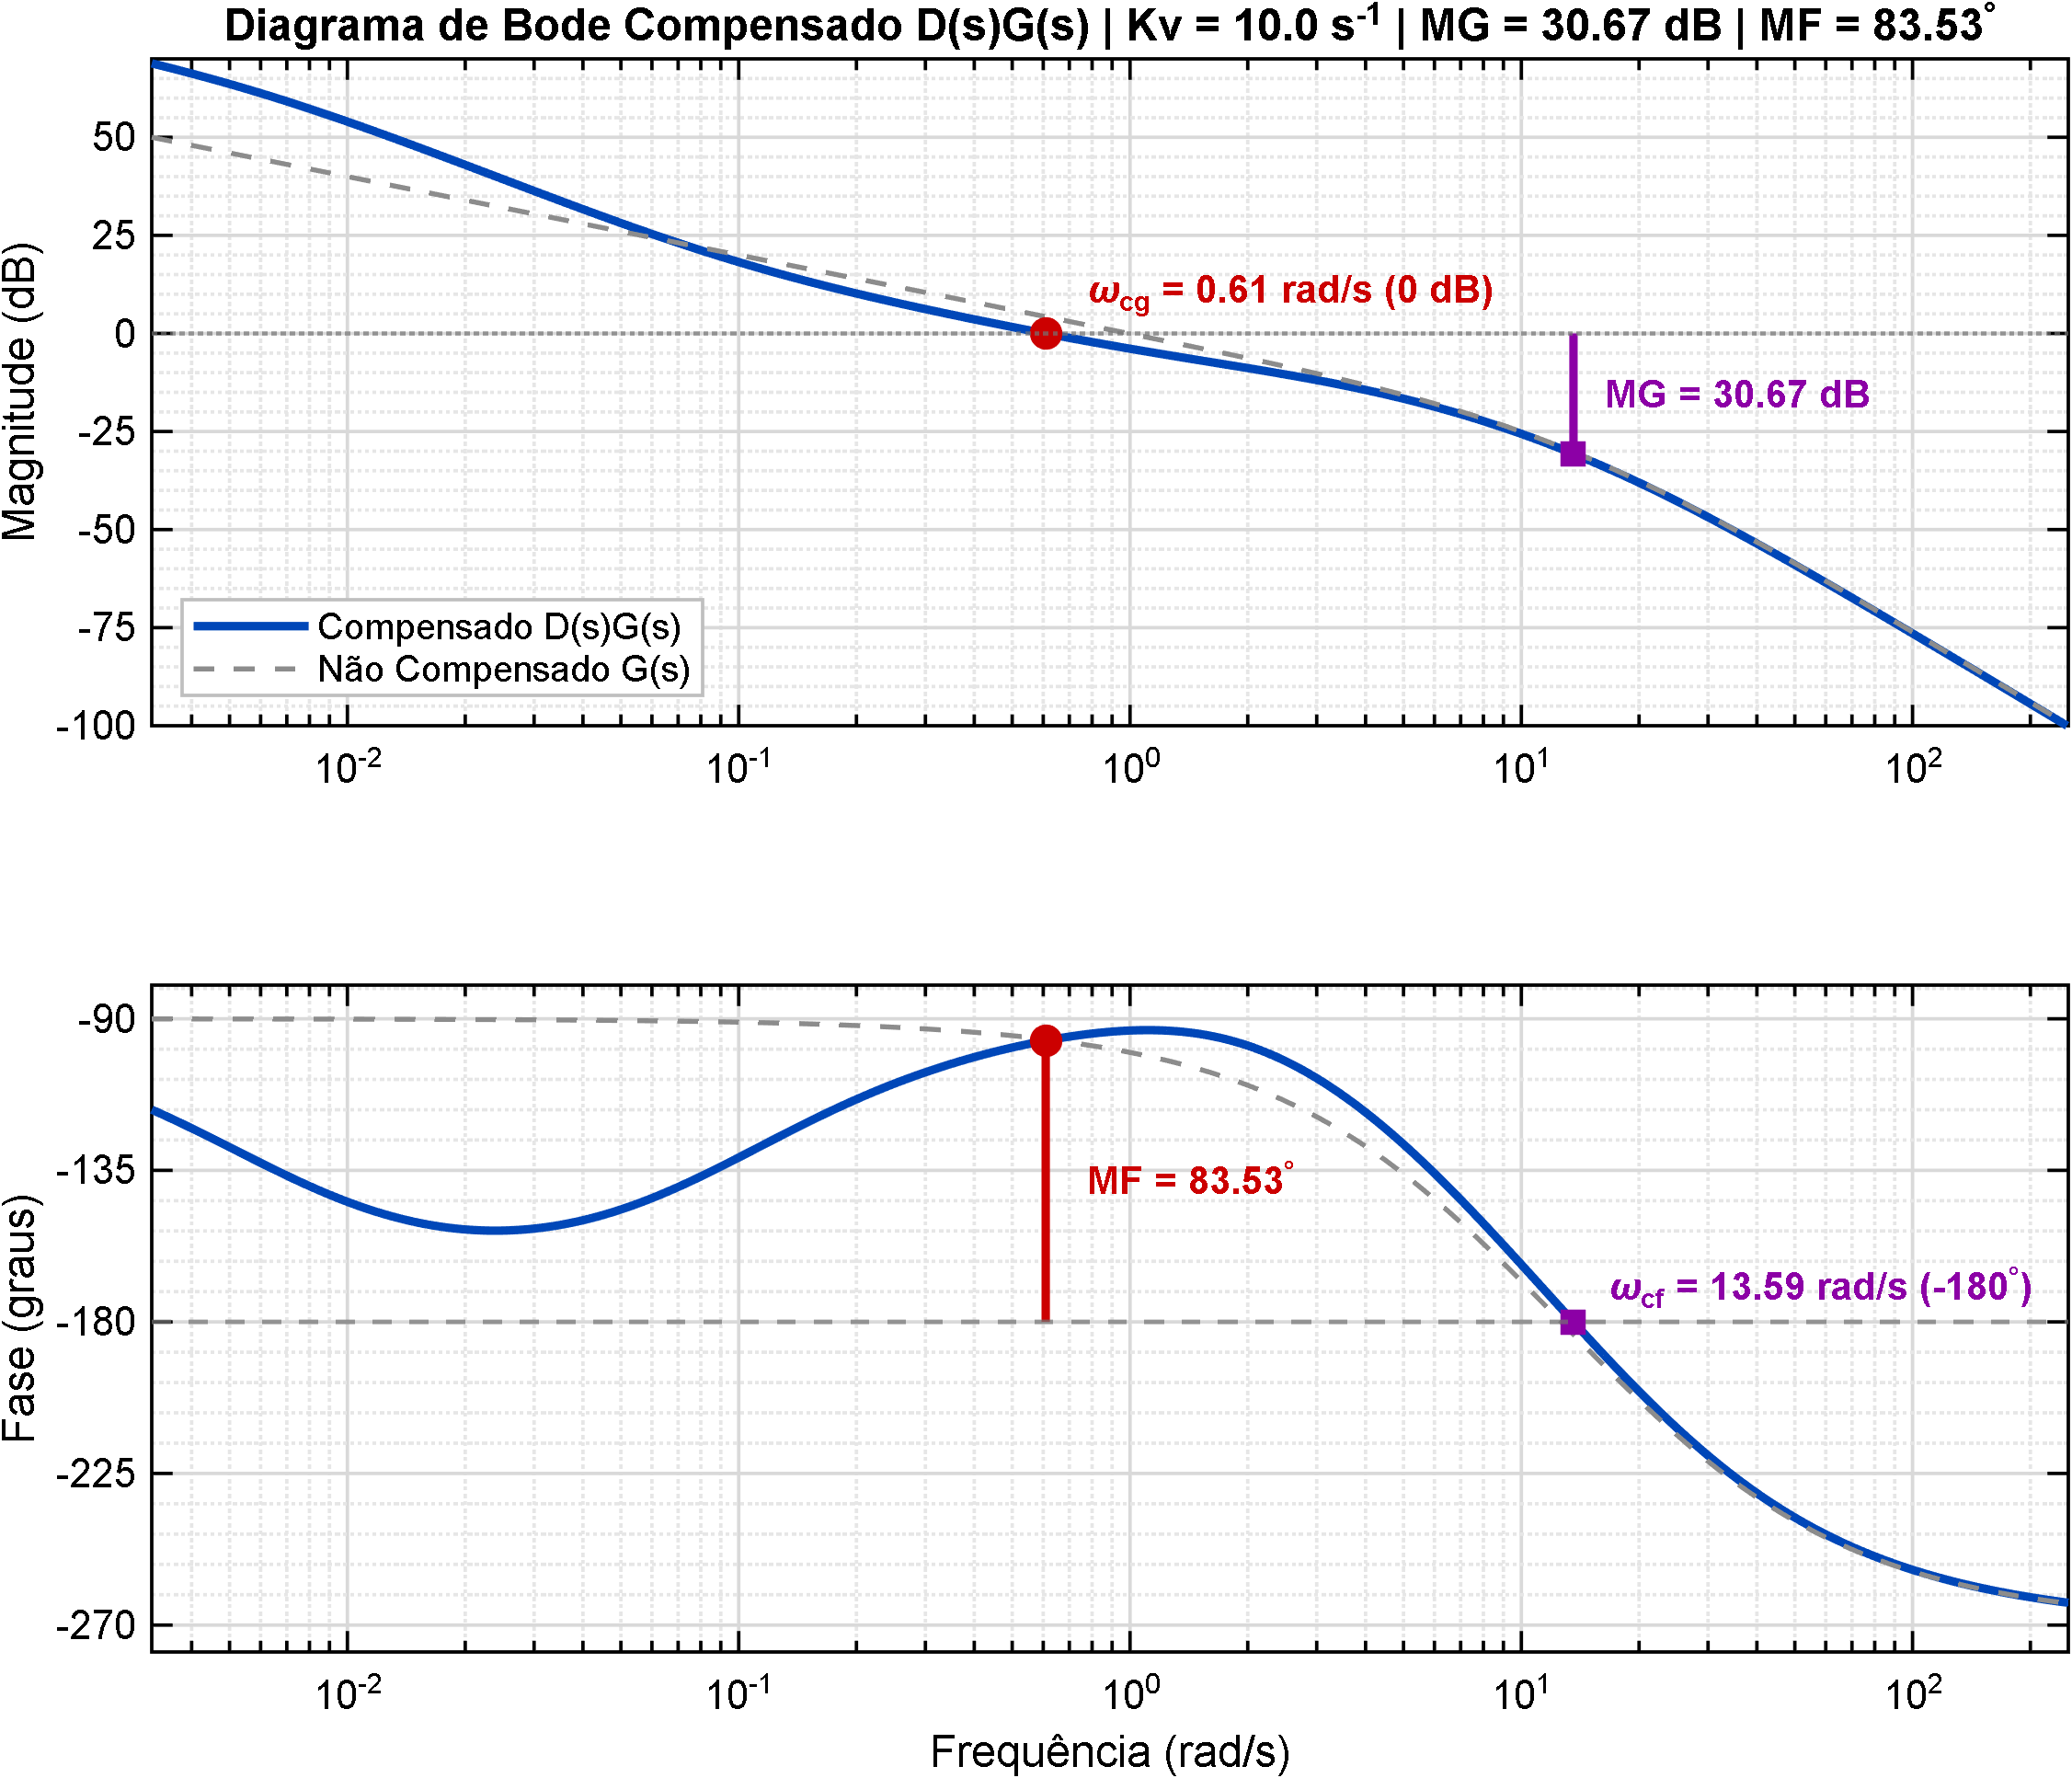 Diagrama de Bode Compensado D(s)G(s) | Kv = 10.0 s⁻¹ | MG = 30.67 dB | MF = 83.53°
Magnitude (dB)
50
25
0
-25
-50
-75
-100
ωcg = 0.61 rad/s (0 dB)
MG = 30.67 dB
Compensado D(s)G(s)
Não Compensado G(s)
10⁻² 10⁻¹ 10⁰ 10¹ 10²
Fase (graus)
-90
-135
-180
-225
-270
MF = 83.53°
ωcf = 13.59 rad/s (-180°)
10⁻² 10⁻¹ 10⁰ 10¹ 10²
Frequência (rad/s)